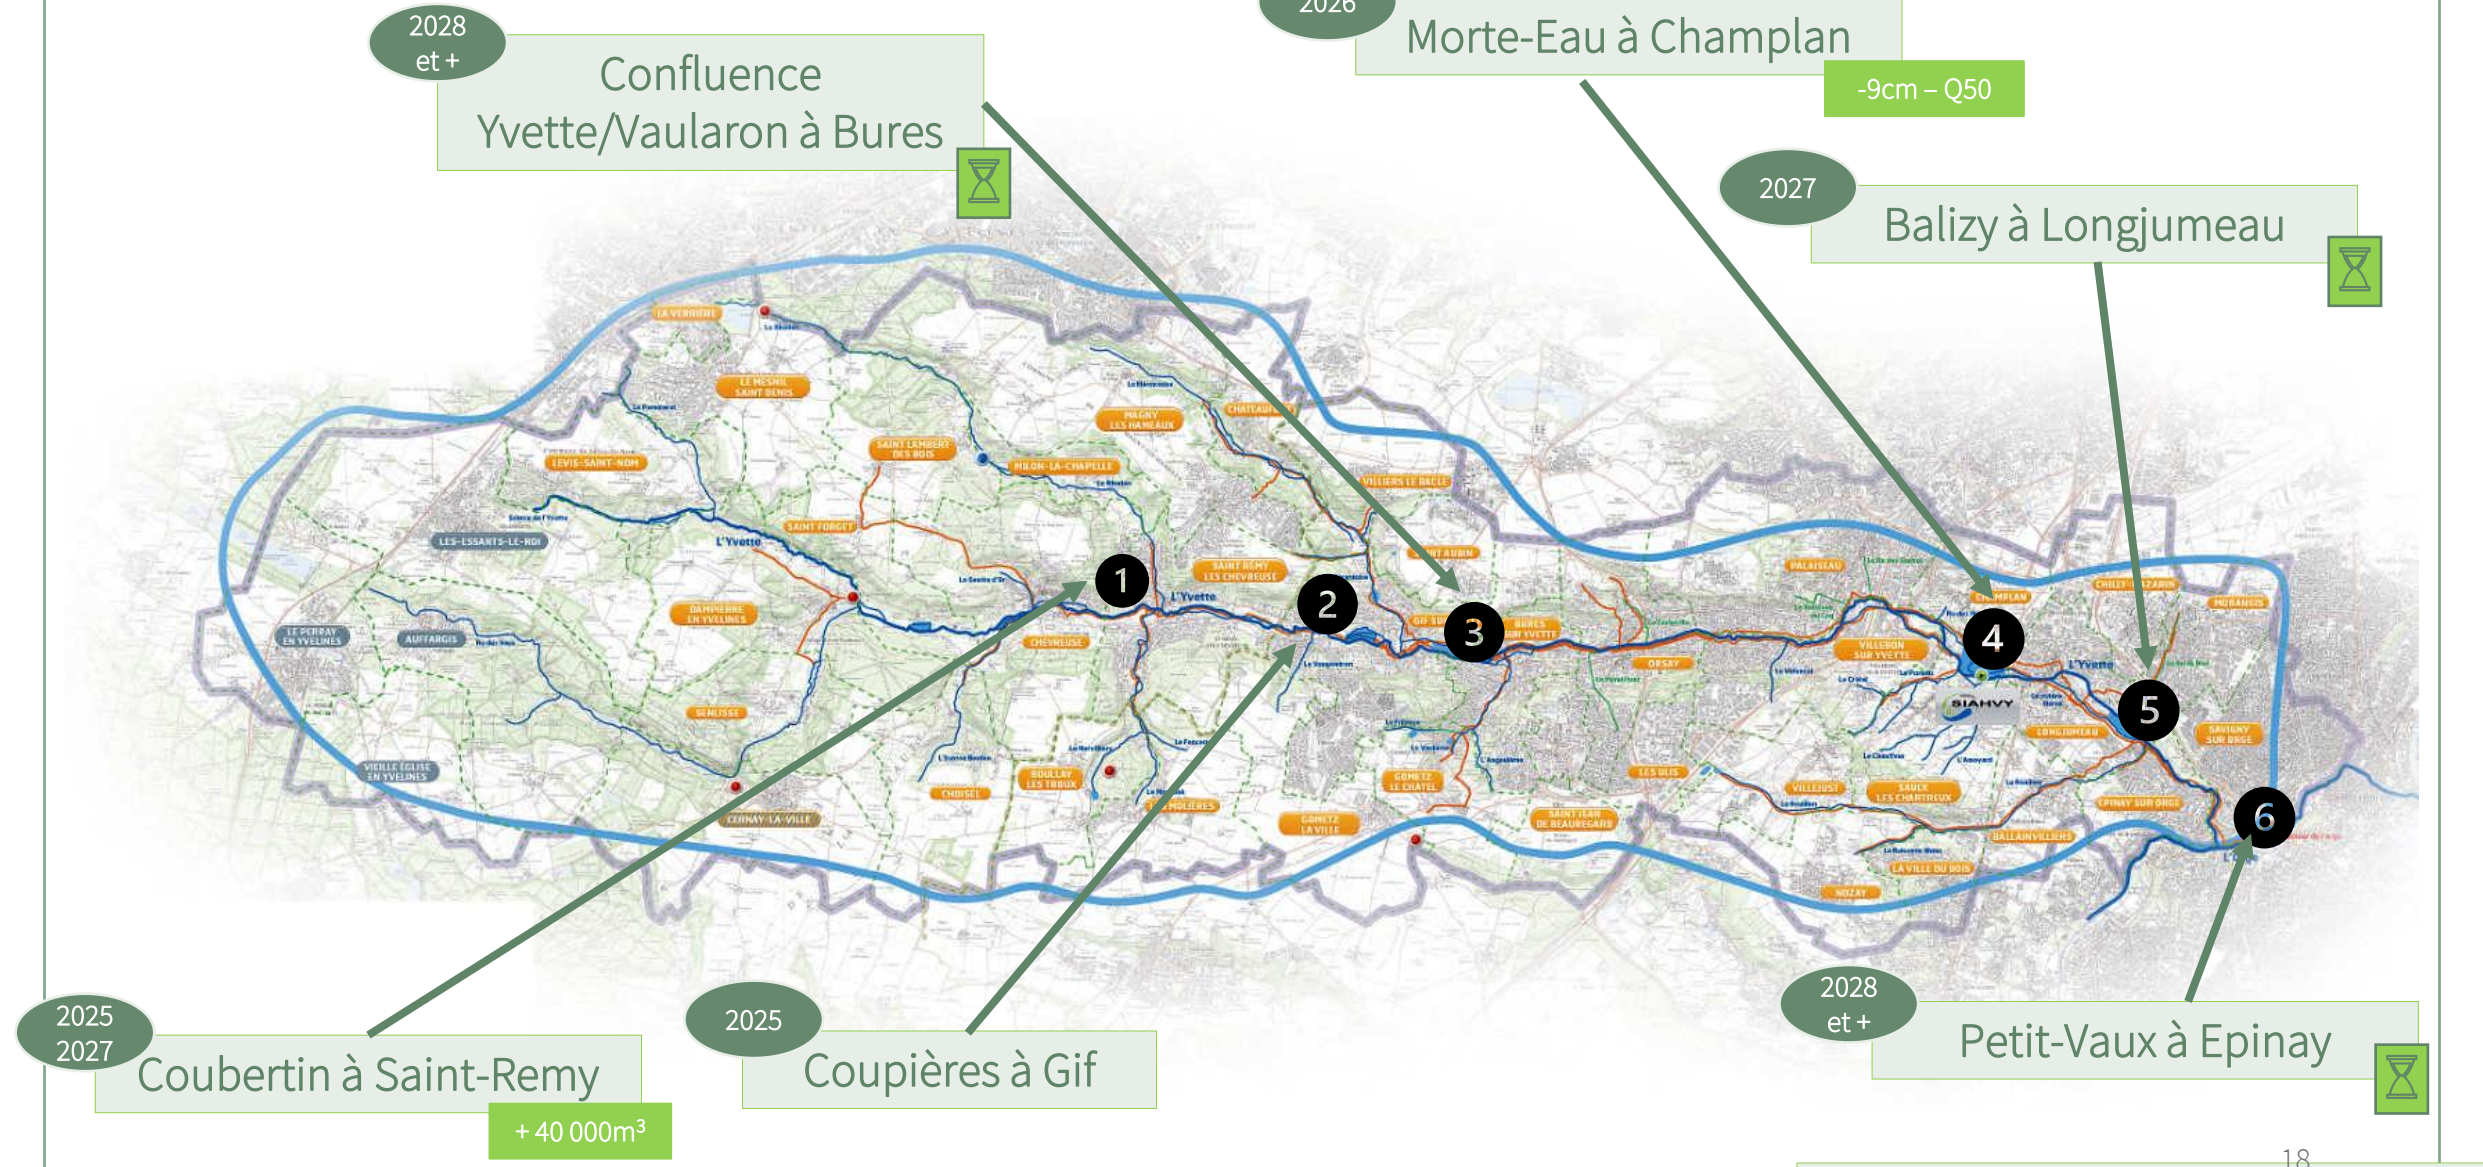 2028
et +
Confluence
Yvette/Vaularon à Bures
2026
Morte-Eau à Champlan
-9cm – Q50
2027
Balizy à Longjumeau
LA VERRIÈRE
LE MESNIL
SAINT DENIS
MAGNY
LES HAMEAUX
SAINT LAMBERT
DES BOIS
LEVIS-SAINT-NOM
MILON-LA-CHAPELLE
VILLIERS LE BACLE
SAINT FORGET
LES-ESSARTS-LE-ROI
L'Yvette
SAINT AUBIN
PALAISEAU
SAINT REMY
LES CHEVREUSE
1
2
3
4
5
6
L'Yvette
DAMPIERRE
EN YVELINES
LE PERRAY
EN YVELINES
AUFFARGIS
CHEVREUSE
ORSAY
VILLEBON
SUR YVETTE
L'Yvette
MORANGIS
SENLISSE
SIAHVY
LONGJUMEAU
SAVIGNY
SUR ORGE
VIEILLE ÉGLISE
EN YVELINES
CHOISEL
BOULLAY
LES TROUX
GOMETZ
LE CHATEL
LES ULIS
VILLEJUST
SAULX
LES CHARTREUX
EPINAY SUR ORGE
CERNAY-LA-VILLE
GOMETZ
LA VILLE
SAINT JEAN
DE BEAUREGARD
BALLAINVILLIERS
LA VILLE DU BOIS
NOZAY
2025
2027
Coubertin à Saint-Remy
+ 40 000m³
2025
Coupières à Gif
2028
et +
Petit-Vaux à Epinay
18